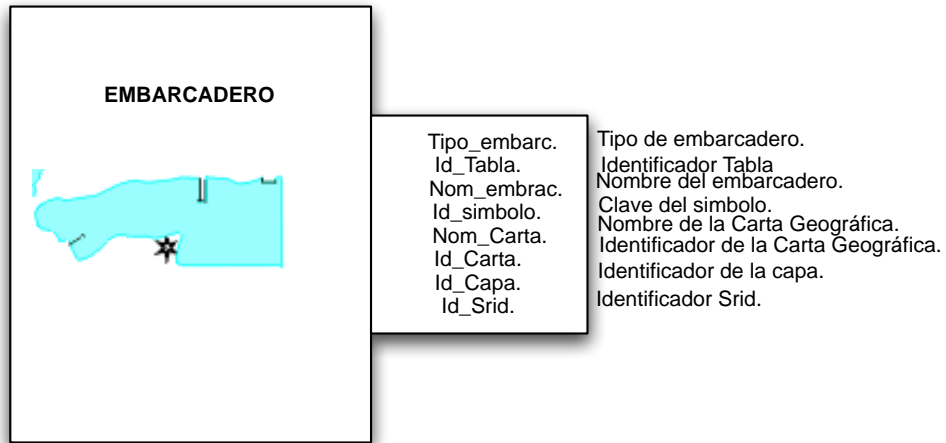 EMBARCADERO
Tipo_embarc.
Id_Tabla.
Nom_embrac.
Id_simbolo.
Nom_Carta.
Id_Carta.
Id_Capa.
Id_Srid.
Tipo de embarcadero.
Identificador Tabla
Nombre del embarcadero.
Clave del simbolo.
Nombre de la Carta Geográfica.
Identificador de la Carta Geográfica.
Identificador de la capa.
Identificador Srid.